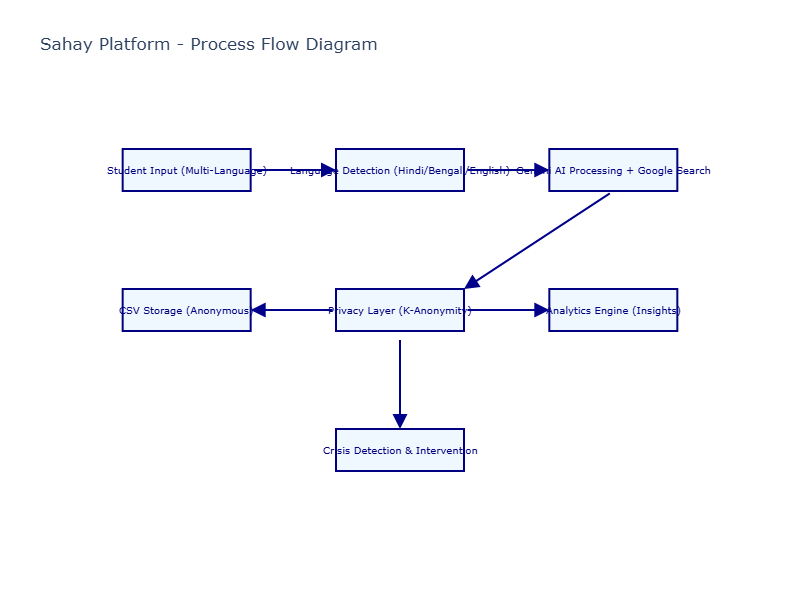 Sahay Platform - Process Flow Diagram
Student Input (Multi-Language)
Language Detection (Hindi/Bengali/English)
Gemini AI Processing + Google Search
CSV Storage (Anonymous)
Privacy Layer (K-Anonymity)
Analytics Engine (Insights)
Crisis Detection & Intervention